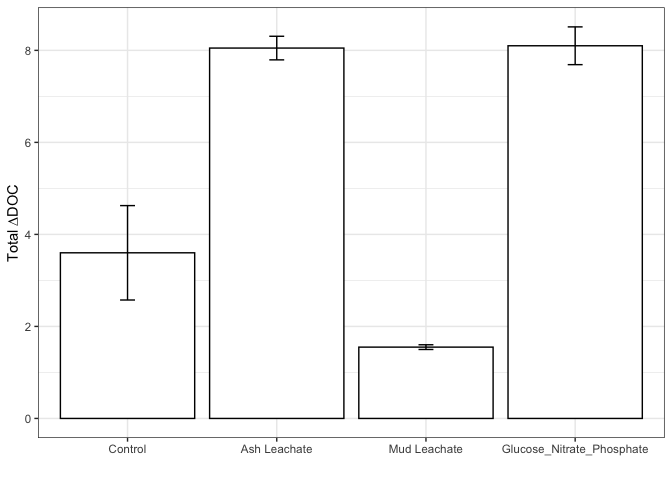 Total ΔDOC
8
6
4
2
0
Control Ash Leachate Mud Leachate Glucose_Nitrate_Phosphate